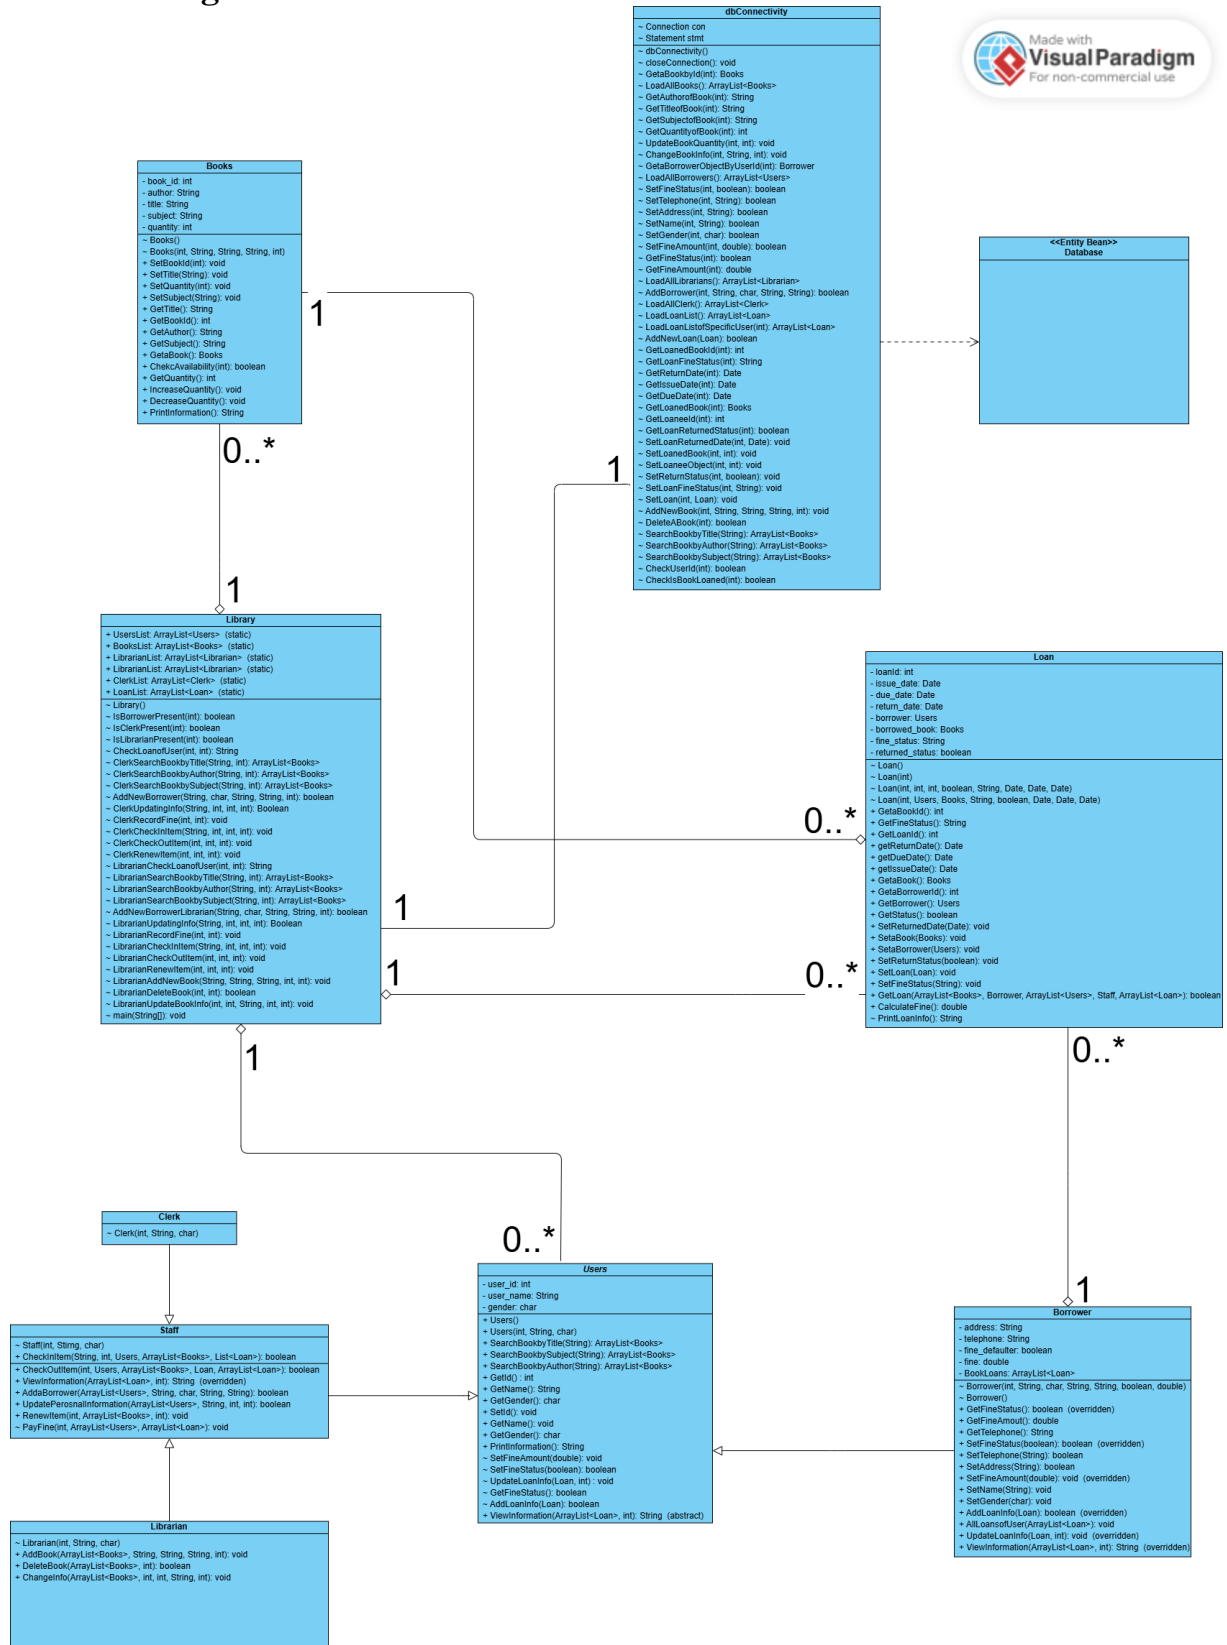 dbConnectivity
~ Connection con
~ Statement stmt
~ dbConnectivity()
~ closeConnection(): void
~ GetaBookbyId(int): Books
~ LoadAllBooks(): ArrayList<Books>
~ GetAuthorofBook(int): String
~ GetTitleofBook(int): String
~ GetSubjectofBook(int): String
~ GetQuantityofBook(int): int
~ UpdateBookQuantity(int, int): void
~ ChangeBookInfo(int, String, int): void
~ GetaBorrowerObjectByUserId(int): Borrower
~ LoadAllBorrowers(): ArrayList<Users>
~ SetFineStatus(int, boolean): boolean
~ SetTelephone(int, String): boolean
~ SetAddress(int, String): boolean
~ SetName(int, String): boolean
~ SetGender(int, char): boolean
~ SetFineAmount(int, double): boolean
~ GetFineStatus(int): boolean
~ GetFineAmount(int): double
~ LoadAllLibrarians(): ArrayList<Librarian>
~ AddBorrower(int, String, char, String, String): boolean
~ LoadAllClerk(): ArrayList<Clerk>
~ LoadLoanList(): ArrayList<Loan>
~ LoadLoanListofSpecificUser(int): ArrayList<Loan>
~ AddNewLoan(Loan): boolean
~ GetLoanedBookId(int): int
~ GetLoanFineStatus(int): String
~ GetReturnDate(int): Date
~ GetIssueDate(int): Date
~ GetDueDate(int): Date
~ GetLoanedBook(int): Books
~ GetLoaneeId(int): int
~ GetLoanReturnedStatus(int): boolean
~ SetLoanReturnedDate(int, Date): void
~ SetLoanedBook(int, int): void
~ SetLoaneeObject(int, int): void
~ SetReturnStatus(int, boolean): void
~ SetLoanFineStatus(int, String): void
~ SetLoan(int, Loan): void
~ AddNewBook(int, String, String, String, int): void
~ DeleteABook(int): boolean
~ SearchBookbyTitle(String): ArrayList<Books>
~ SearchBookbyAuthor(String): ArrayList<Books>
~ SearchBookbySubject(String): ArrayList<Books>
~ CheckUserId(int): boolean
~ CheckIsBookLoaned(int): boolean
Made with
Visual Paradigm
For non-commercial use
Books
- book_id: int
- author: String
- title: String
- subject: String
- quantity: int
~ Books()
~ Books(int, String, String, String, int)
+ SetBookId(int): void
+ SetTitle(String): void
+ SetQuantity(int): void
+ SetSubject(String): void
+ GetTitle(): String
+ GetBookId: int
+ GetAuthor(): String
+ GetSubject(): String
+ GetaBook(): Books
+ ChekcAvailability(int): boolean
+ GetQuantity(): int
+ IncreaseQuantity(): void
+ DecreaseQuantity(): void
+ PrintInformation(): String
<<Entity Bean>>
Database
1
0..*
1
1
Library
+ UsersList: ArrayList<Users> (static)
+ BooksList: ArrayList<Books> (static)
+ LibrarianList: ArrayList<Librarian> (static)
+ LibrarianList: ArrayList<Librarian> (static)
+ ClerkList: ArrayList<Clerk> (static)
+ LoanList: ArrayList<Loan> (static)
~ Library()
~ IsBorrowerPresent(int): boolean
~ IsClerkPresent(int): boolean
~ IsLibrarianPresent(int): boolean
~ CheckLoanofUser(int, int): String
~ ClerkSearchBookbyTitle(String, int): ArrayList<Books>
~ ClerkSearchBookbyAuthor(String, int): ArrayList<Books>
~ ClerkSearchBookbySubject(String, int): ArrayList<Books>
~ AddNewBorrower(String, char, String, String, int): boolean
~ ClerkUpdatingInfo(String, int, int, int): Boolean
~ ClerkRecordFine(int, int): void
~ ClerkCheckInItem(String, int, int, int): void
~ ClerkCheckOutItem(int, int, int): void
~ ClerkRenewItem(int, int, int): void
~ LibrarianCheckLoanofUser(int, int): String
~ LibrarianSearchBookbyTitle(String, int): ArrayList<Books>
~ LibrarianSearchBookbyAuthor(String, int): ArrayList<Books>
~ LibrarianSearchBookbySubject(String, int): ArrayList<Books>
~ AddNewBorrowerLibrarian(String, char, String, String, int): boolean
~ LibrarianUpdatingInfo(String, int, int, int): Boolean
~ LibrarianRecordFine(int, int): void
~ LibrarianCheckInItem(String, int, int, int): void
~ LibrarianCheckOutItem(int, int, int): void
~ LibrarianRenewItem(int, int, int): void
~ LibrarianAddNewBook(String, String, String, int, int): void
~ LibrarianDeleteBook(int, int): boolean
~ LibrarianUpdateBookInfo(int, int, String, int, int): void
~ main(String[]): void
Loan
- loanId: int
- issue_date: Date
- due_date: Date
- return_date: Date
- borrower: Users
- borrowed_book: Books
- fine_status: String
- returned_status: boolean
~ Loan()
~ Loan(int)
~ Loan(int, int, int, boolean, String, Date, Date, Date)
~ Loan(int, Users, Books, String, boolean, Date, Date, Date)
+ GetaBookId(): int
+ GetFineStatus(): String
+ GetLoanId(): int
+ getReturnDate(): Date
+ getDueDate(): Date
+ getIssueDate(): Date
+ GetaBook(): Books
+ GetaBorrowerId(): int
+ GetBorrower(): Users
+ GetStatus(): boolean
+ SetReturnedDate(Date): void
+ SetaBook(Books): void
+ SetaBorrower(Users): void
+ SetReturnStatus(boolean): void
+ SetLoan(Loan): void
+ SetFineStatus(String): void
+ GetLoan(ArrayList<Books>, Borrower, ArrayList<Users>, Staff, ArrayList<Loan>): boolean
+ CalculateFine(): double
~ PrintLoanInfo(): String
0..*
1
1
0..*
1
0..*
0..*
1
Clerk
~ Clerk(int, String, char)
Staff
~ Staff(int, Stimg, char)
+ CheckInItem(String, int, Users, ArrayList<Books>, List<Loan>): boolean
+ CheckOutItem(int, Users, ArrayList<Books>, Loan, ArrayList<Loan>): boolean
+ ViewInformation(ArrayList<Loan>, int): String (overridden)
+ AddaBorrower(ArrayList<Users>, String, char, String, String): boolean
+ UpdatePerosnalInformation(ArrayList<Users>, String, int, int): boolean
+ RenewItem(int, ArrayList<Books>, int): void
~ PayFine(int, ArrayList<Users>, ArrayList<Loan>): void
Librarian
~ Librarian(int, String, char)
+ AddBook(ArrayList<Books>, String, String, String, int): void
+ DeleteBook(ArrayList<Books>, int): boolean
+ ChangeInfo(ArrayList<Books>, int, int, String, int): void
Users
- user_id: int
- user_name: String
- gender: char
+ Users()
+ Users(int, String, char)
+ SearchBookbyTitle(String): ArrayList<Books>
+ SearchBookbySubject(String): ArrayList<Books>
+ SearchBookbyAuthor(String): ArrayList<Books>
+ GetId() : int
+ GetName(): String
+ GetGender(): char
+ SetId(): void
+ GetName(): void
+ GetGender(): char
+ PrintInformation(): String
~ SetFineAmount(double): void
~ SetFineStatus(boolean): boolean
~ UpdateLoanInfo(Loan, int) : void
~ GetFineStatus(): boolean
~ AddLoanInfo(Loan): boolean
+ ViewInformation(ArrayList<Loan>, int): String (abstract)
Borrower
- address: String
- telephone: String
- fine_defaulter: boolean
- fine: double
- BookLoans: ArrayList<Loan>
~ Borrower(int, String, char, String, String, boolean, double)
~ Borrower()
+ GetFineStatus(): boolean (overridden)
+ GetFineAmout(): double
+ GetTelephone(): String
+ SetFineStatus(boolean): boolean (overridden)
+ SetTelephone(String): boolean
+ SetAddress(String): boolean
+ SetFineAmount(double): void (overridden)
+ SetName(String): void
+ SetGender(char): void
+ AddLoanInfo(Loan): boolean (overridden)
+ AllLoansofUser(ArrayList<Loan>): void
+ UpdateLoanInfo(Loan, int): void (overridden)
+ ViewInformation(ArrayList<Loan>, int): String (overridden)